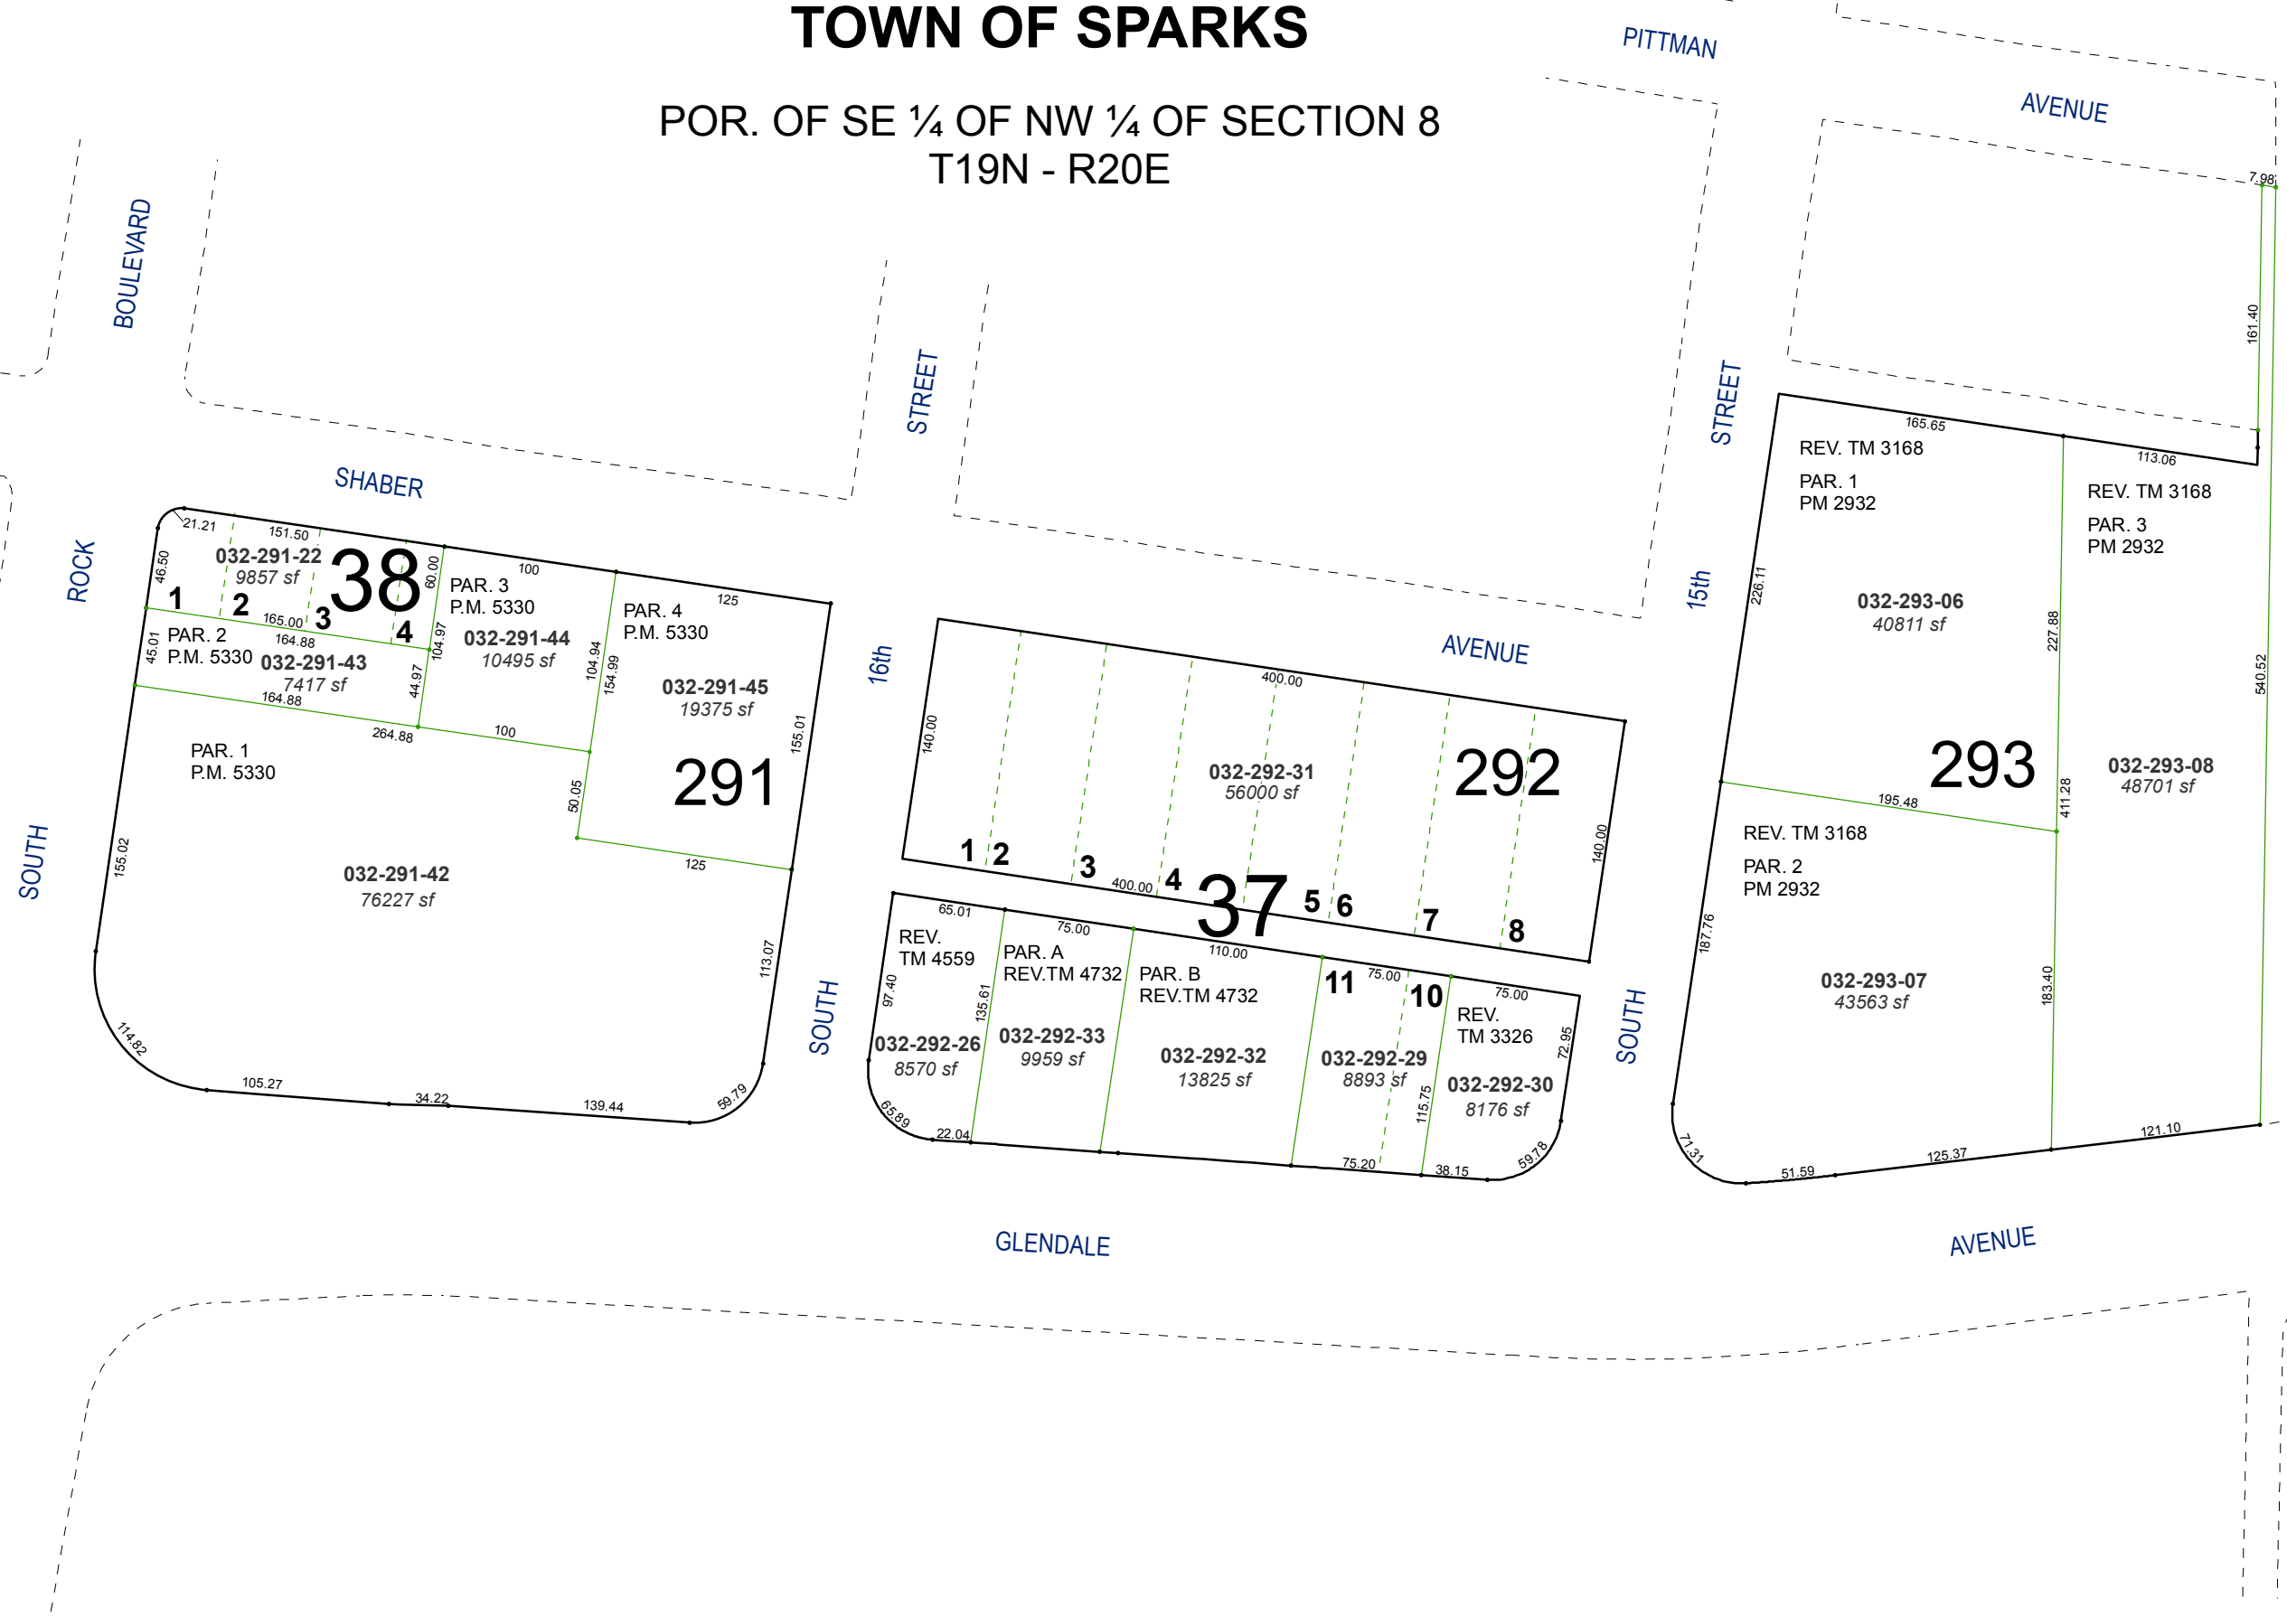 TOWN OF SPARKS
POR. OF SE ¼ OF NW ¼ OF SECTION 8
T19N - R20E
PITTMAN
AVENUE
BOULEVARD
STREET
STREET
SHABER
AVENUE
ROCK
SOUTH
16th
SOUTH
15th
SOUTH
GLENDALE
AVENUE
21.21
151.50
46.50
032-291-22
9857 sf
38
60.00
1
2
3
4
165.00
164.88
45.01
PAR. 2
P.M. 5330
032-291-43
7417 sf
164.88
44.97
104.97
100
PAR. 3
P.M. 5330
032-291-44
10495 sf
104.94
154.99
100
264.88
125
PAR. 4
P.M. 5330
032-291-45
19375 sf
155.01
291
50.05
125
PAR. 1
P.M. 5330
032-291-42
76227 sf
155.02
113.07
114.82
105.27
34.22
139.44
59.79
400.00
140.00
032-292-31
56000 sf
292
140.00
1
2
3
4
5
6
7
8
400.00
37
65.01
REV.
TM 4559
97.40
032-292-26
8570 sf
65.89
22.04
135.61
75.00
PAR. A
REV.TM 4732
032-292-33
9959 sf
110.00
PAR. B
REV.TM 4732
032-292-32
13825 sf
11
75.00
10
032-292-29
8893 sf
75.20
115.75
75.00
REV.
TM 3326
72.95
032-292-30
8176 sf
38.15
59.78
7.98
161.40
165.65
REV. TM 3168
PAR. 1
PM 2932
226.11
032-293-06
40811 sf
227.88
113.06
REV. TM 3168
PAR. 3
PM 2932
540.52
293
032-293-08
48701 sf
411.28
195.48
REV. TM 3168
PAR. 2
PM 2932
187.76
032-293-07
43563 sf
183.40
71.31
51.59
125.37
121.10